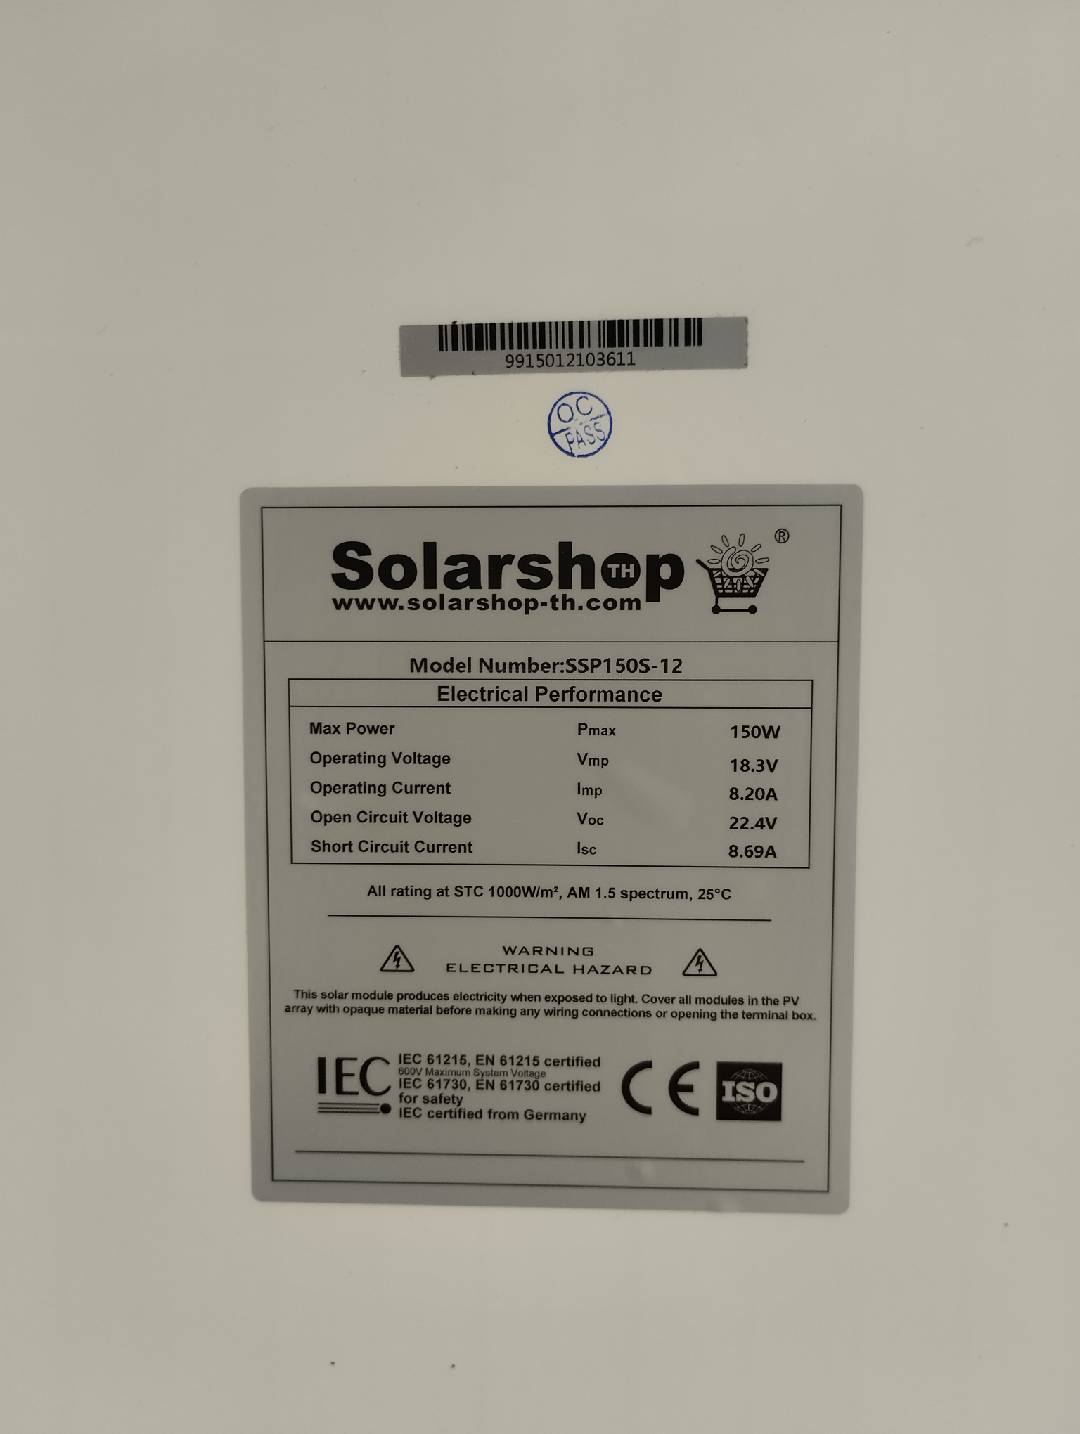 9915012103611
QC
PASS
Solarshop
TH
®
www.solarshop-th.com
Model Number:SSP150S-12
Electrical Performance
Max Power Pmax 150W
Operating Voltage Vmp 18.3V
Operating Current Imp 8.20A
Open Circuit Voltage Voc 22.4V
Short Circuit Current Isc 8.69A
All rating at STC 1000W/m², AM 1.5 spectrum, 25°C
WARNING
ELECTRICAL HAZARD
This solar module produces electricity when exposed to light. Cover all modules in the PV
array with opaque material before making any wiring connections or opening the terminal box.
IEC
IEC 61215, EN 61215 certified
600V Maximum System Voltage
IEC 61730, EN 61730 certified
for safety
IEC certified from Germany
CE
ISO